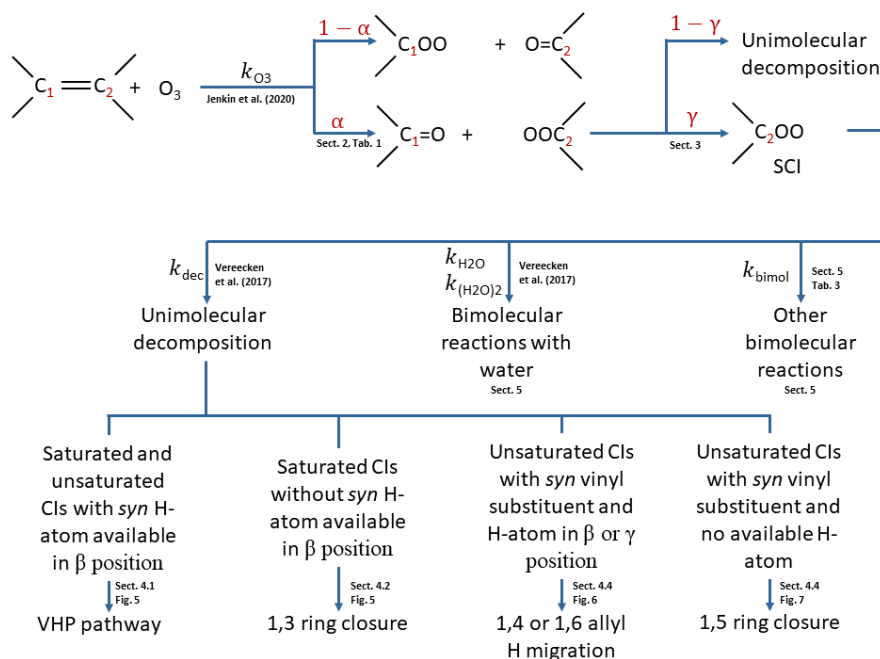 1 − α
C1OO + O=C2
1 − γ
Unimolecular
decomposition
C1 C2 + O3
kO3
Jenkin et al. (2020)
α
Sect. 2, Tab. 1
C1=O + OOC2
γ
Sect. 3
C2OO
SCI
kdec
Vereecken
et al. (2017)
Unimolecular
decomposition
kH2O
k(H2O)2
Vereecken
et al. (2017)
Bimolecular
reactions with
water
Sect. 5
kbimol
Sect. 5
Tab. 3
Other
bimolecular
reactions
Sect. 5
Saturated and
unsaturated
CIs with syn H-
atom available
in β position
Sect. 4.1
Fig. 5
VHP pathway
Saturated CIs
without syn H-
atom available
in β position
Sect. 4.2
Fig. 5
1,3 ring closure
Unsaturated CIs
with syn vinyl
substituent and
H-atom in β or γ
position
Sect. 4.4
Fig. 6
1,4 or 1,6 allyl
H migration
Unsaturated CIs
with syn vinyl
substituent and
no available H-
atom
Sect. 4.4
Fig. 7
1,5 ring closure